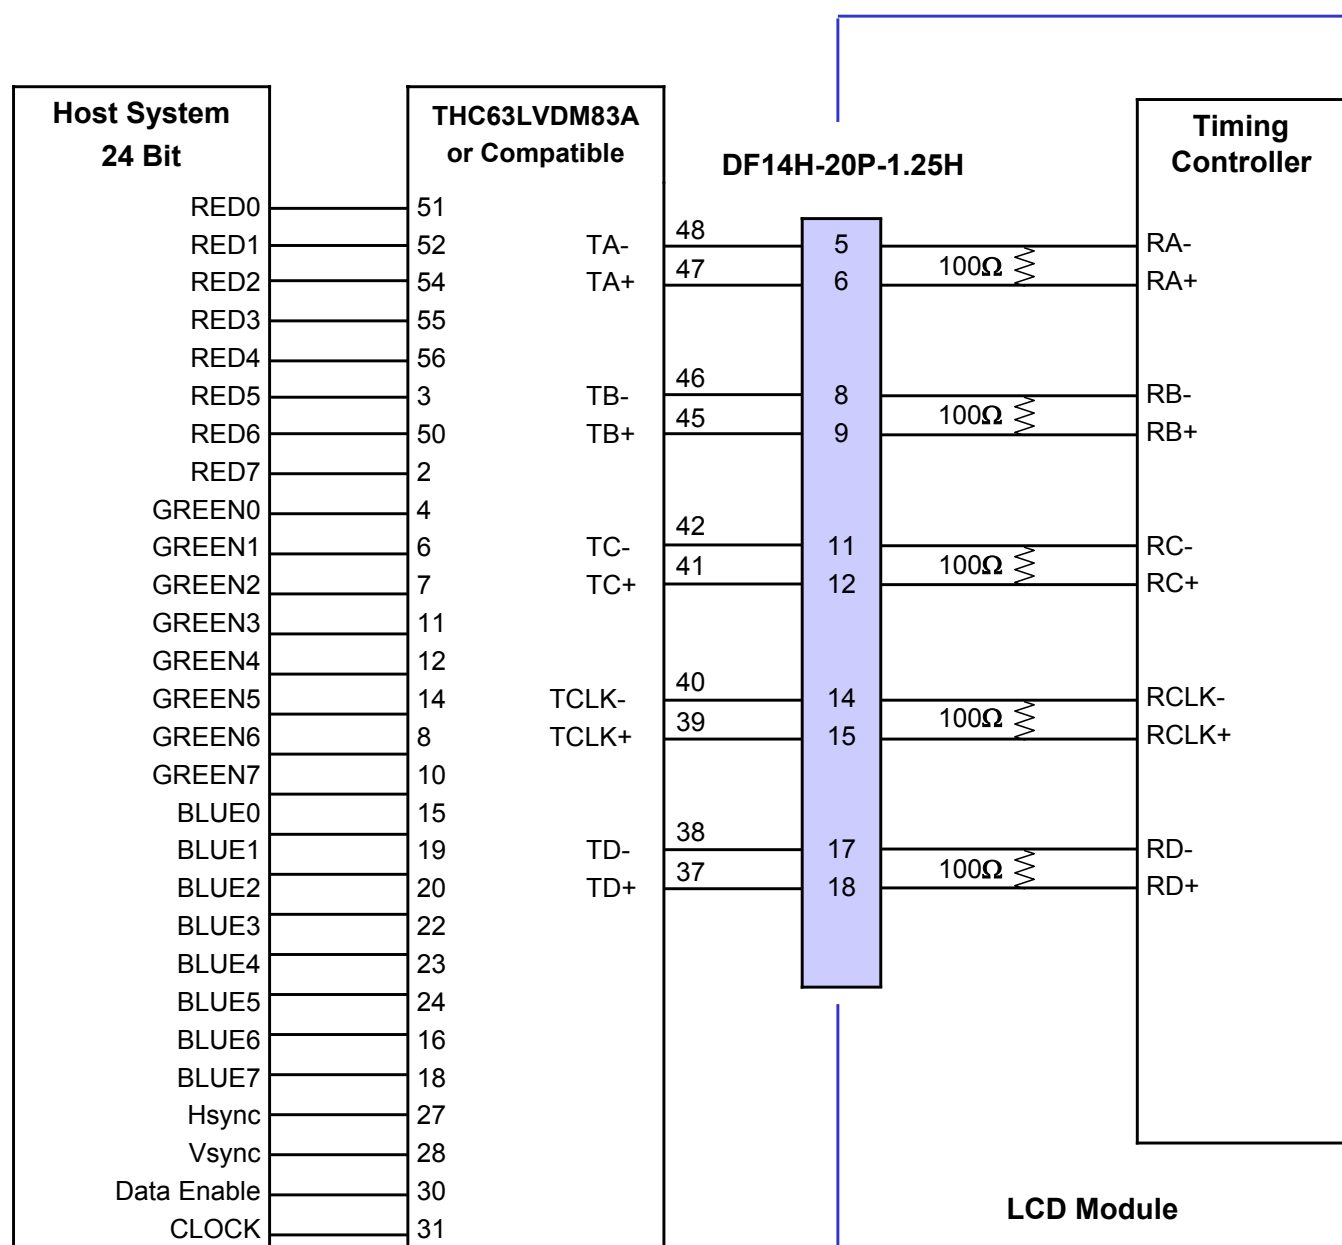 Host System
24 Bit
THC63LVDM83A
or Compatible
DF14H-20P-1.25H
Timing
Controller
RED0 51
RED1 52 TA- 48 5 RA-
100Ω
RED2 54 TA+ 47 6 RA+
RED3 55
RED4 56
RED5 3 TB- 46 8 RB-
100Ω
RED6 50 TB+ 45 9 RB+
RED7 2
GREEN0 4
GREEN1 6 TC- 42 11 RC-
100Ω
GREEN2 7 TC+ 41 12 RC+
GREEN3 11
GREEN4 12
GREEN5 14 TCLK- 40 14 RCLK-
100Ω
GREEN6 8 TCLK+ 39 15 RCLK+
GREEN7 10
BLUE0 15
BLUE1 19 TD- 38 17 RD-
100Ω
BLUE2 20 TD+ 37 18 RD+
BLUE3 22
BLUE4 23
BLUE5 24
BLUE6 16
BLUE7 18
Hsync 27
Vsync 28
Data Enable 30
CLOCK 31
LCD Module